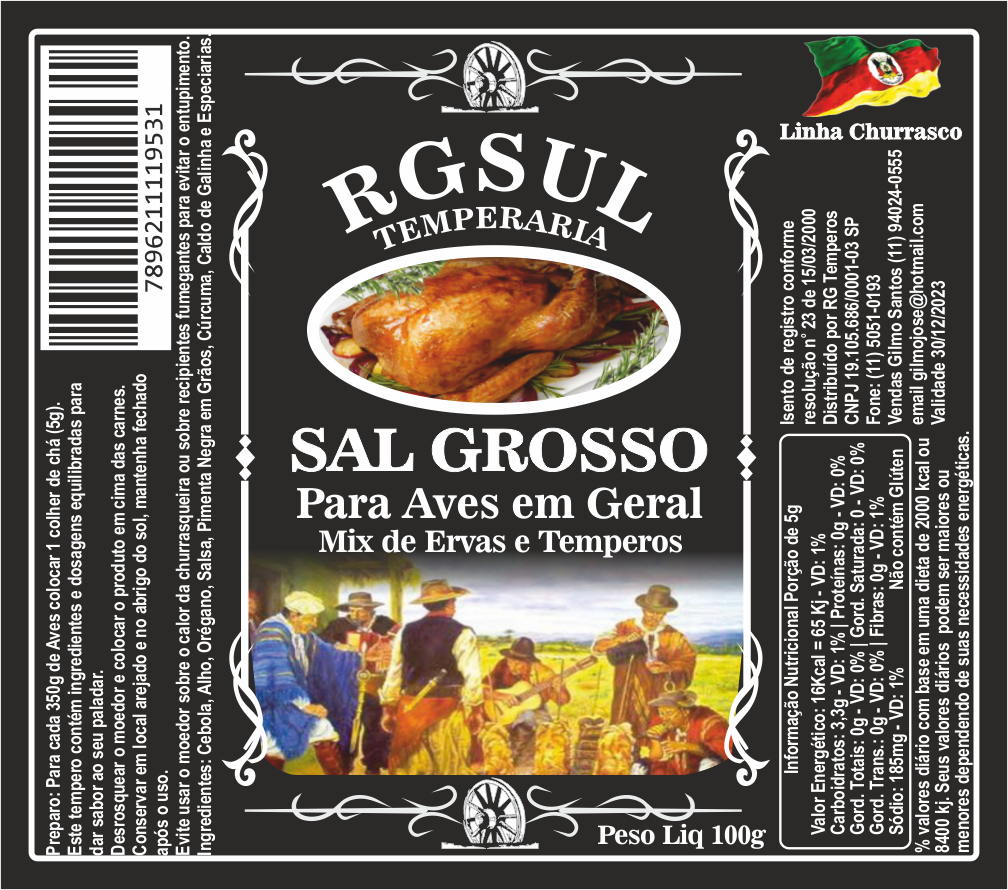 7896211119531
Preparo: Para cada 350g de Aves colocar 1 colher de chá (5g).
Este tempero contém ingredientes e dosagens equilibradas para
dar sabor ao seu paladar.
Desrosquear o moedor e colocar o produto em cima das carnes.
Conservar em local arejado e no abrigo do sol, mantenha fechado
após o uso.
Evite usar o moedor sobre o calor da churrasqueira ou sobre recipientes fumegantes para evitar o entupimento.
Ingredientes: Cebola, Alho, Orégano, Salsa, Pimenta Negra em Grãos, Cúrcuma, Caldo de Galinha e Especiarias.
RGSUL
TEMPERARIA
SAL GROSSO
Para Aves em Geral
Mix de Ervas e Temperos
Peso Liq 100g
Linha Churrasco
Isento de registro conforme
resolução n° 23 de 15/03/2000
Distribuído por RG Temperos
CNPJ 19.105.686/0001-03 SP
Fone: (11) 5051-0193
Vendas Gilmo Santos (11) 94024-0555
email gilmojose@hotmail.com
Validade 30/12/2023
Informação Nutricional Porção de 5g
Valor Energético: 16Kcal = 65 Kj - VD: 1%
Carboidratos: 3,3g - VD: 1% | Proteínas: 0g - VD: 0%
Gord. Totais: 0g - VD: 0% | Gord. Saturada: 0 - VD: 0%
Gord. Trans.: 0g - VD: 0% | Fibras: 0g - VD: 1%
Sódio: 185mg - VD: 1% Não contém Glúten
% valores diário com base em uma dieta de 2000 kcal ou
8400 kj. Seus valores diários podem ser maiores ou
menores dependendo de suas necessidades energéticas.